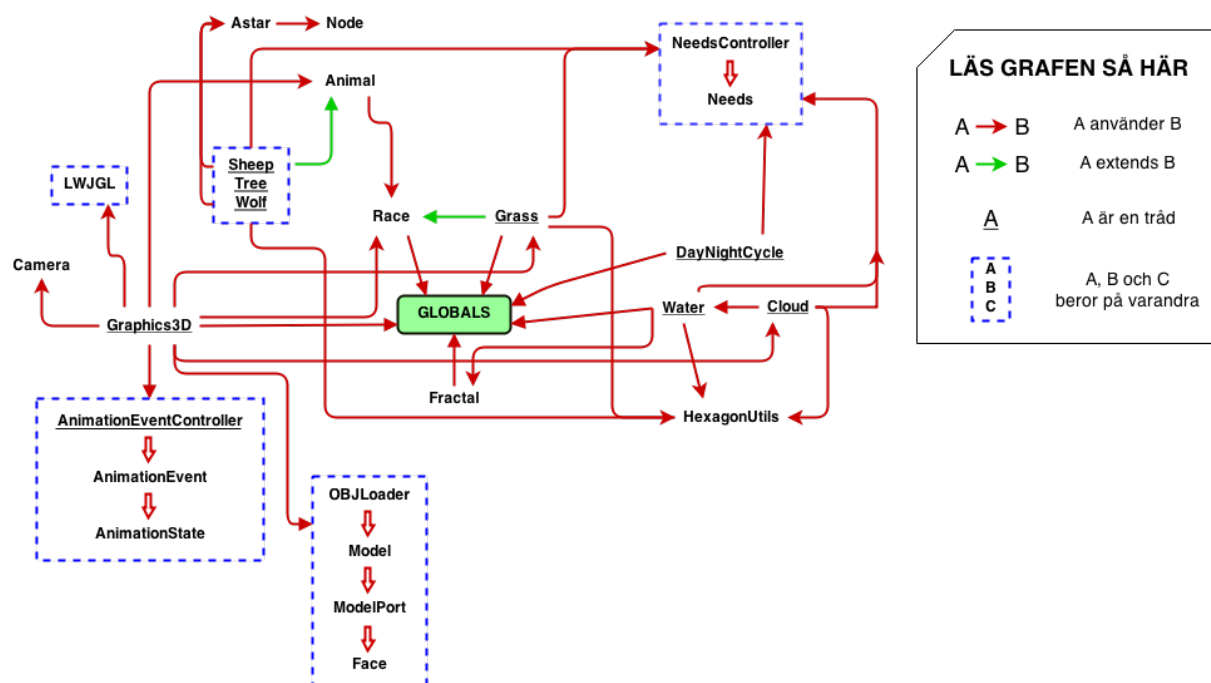 Astar
Node
NeedsController
Needs
Animal
Sheep
Tree
Wolf
LWJGL
Race
Grass
DayNightCycle
Camera
GLOBALS
Water
Cloud
Graphics3D
Fractal
HexagonUtils
AnimationEventController
AnimationEvent
AnimationState
OBJLoader
Model
ModelPort
Face
LÄS GRAFEN SÅ HÄR
A B A använder B
A B A extends B
A A är en tråd
A
B
C
A, B och C
beror på varandra